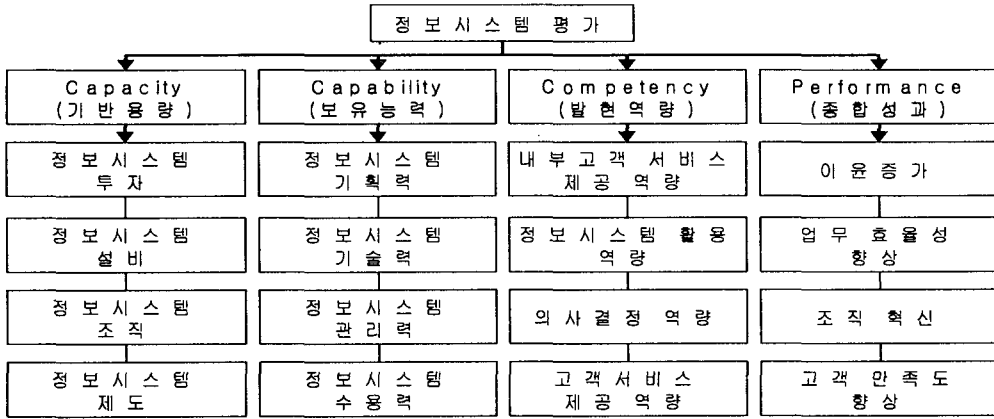 정보시스템 평가
Capacity
(기반용량)
Capability
(보유능력)
Competency
(발현역량)
Performance
(종합성과)
정보시스템
투자
정보시스템
기획력
내부고객 서비스
제공 역량
이윤증가
정보시스템
설비
정보시스템
기술력
정보시스템 활용
역량
업무 효율성
향상
정보시스템
조직
정보시스템
관리력
의사결정 역량
조직 혁신
정보시스템
제도
정보시스템
수용력
고객서비스
제공역량
고객 만족도
향상